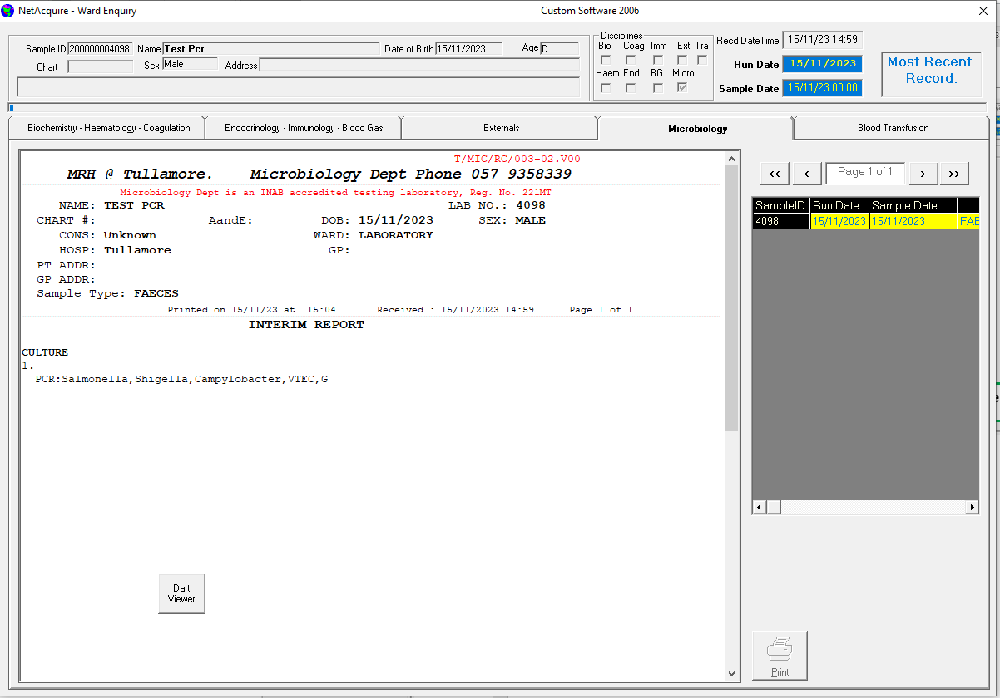 NetAcquire - Ward Enquiry
Custom Software 2006
Sample ID 200000004098 Name Test Pcr Date of Birth 15/11/2023 Age D
Chart Sex Male Address
Disciplines
Bio Coag Imm Ext Tra
Haem End BG Micro
Recd DateTime 15/11/23 14:59
Run Date 15/11/2023
Sample Date 15/11/23 00:00
Most Recent
Record.
Biochemistry - Haematology - Coagulation
Endocrinology - Immunology - Blood Gas
Externals
Microbiology
Blood Transfusion
T/MIC/RC/003-02.V00
MRH @ Tullamore. Microbiology Dept Phone 057 9358339
Microbiology Dept is an INAB accredited testing laboratory, Reg. No. 221MT
NAME: TEST PCR LAB NO.: 4098
CHART #: AandE: DOB: 15/11/2023 SEX: MALE
CONS: Unknown WARD: LABORATORY
HOSP: Tullamore GP:
PT ADDR:
GP ADDR:
Sample Type: FAECES
Printed on 15/11/23 at 15:04 Received : 15/11/2023 14:59 Page 1 of 1
INTERIM REPORT
CULTURE
1.
PCR:Salmonella,Shigella,Campylobacter,VTEC,G
Dart
Viewer
<< < Page 1 of 1 > >>
SampleID Run Date Sample Date
4098 15/11/2023 15/11/2023 FAE
Print